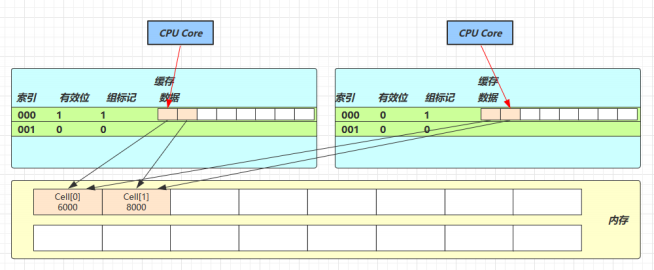 CPU Core
CPU Core
缓存
索引 有效位 组标记 数据
000 1 1
001 0 0
缓存
索引 有效位 组标记 数据
000 0 1
001 0 0
Cell[0] Cell[1]
6000 8000
内存